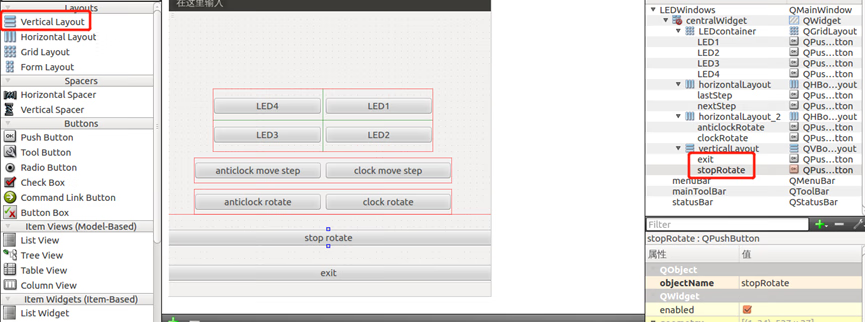 Layouts
Vertical Layout
Horizontal Layout
Grid Layout
Form Layout
Spacers
Horizontal Spacer
Vertical Spacer
Buttons
Push Button
Tool Button
Radio Button
Check Box
Command Link Button
Button Box
Item Views (Model-Based)
List View
Tree View
Table View
Column View
Item Widgets (Item-Based)
List Widget
在这里输入
LED4 LED1
LED3 LED2
anticlock move step clock move step
anticlock rotate clock rotate
stop rotate
exit
LEDWindows QMainWindow
centralWidget QWidget
LEDcontainer QGridLayout
LED1 QPus...tton
LED2 QPus...tton
LED3 QPus...tton
LED4 QPus...tton
horizontalLayout QHBo...yout
lastStep QPus...tton
nextStep QPus...tton
horizontalLayout_2 QHBo...yout
anticlockRotate QPus...tton
clockRotate QPus...tton
verticalLayout QVBo...yout
exit QPus...tton
stopRotate QPus...tton
menuBar QMenuBar
mainToolBar QToolBar
statusBar QStatusBar
Filter
stopRotate : QPushButton
属性 值
QObject
objectName stopRotate
QWidget
enabled